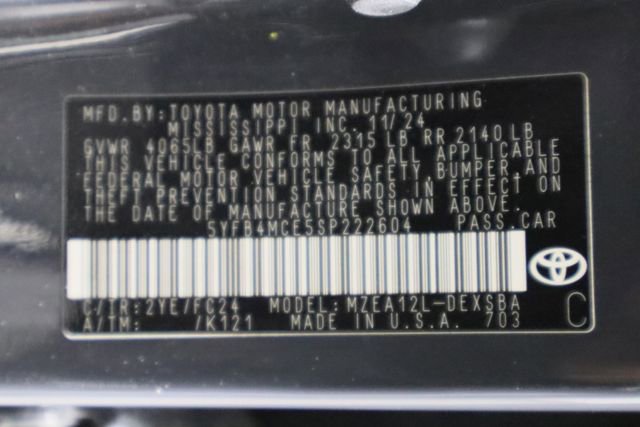 MFD.BY:TOYOTA MOTOR MANUFACTURING
MISSISSIPPI INC. 11/24
GVWR 4065LB GAWR FR 2315 LB RR 2140 LB
THIS VEHICLE CONFORMS TO ALL APPLICABLE
FEDERAL MOTOR VEHICLE SAFETY, BUMPER, AND
THEFT PREVENTION STANDARDS IN EFFECT ON
THE DATE OF MANUFACTURE SHOWN ABOVE.
5YFB4MCE5SP222604 PASS.CAR
C/TR:2YE/FC24 MODEL:MZEA12L-DEXSBA
A/TM: /K121 MADE IN U.S.A. 703
C